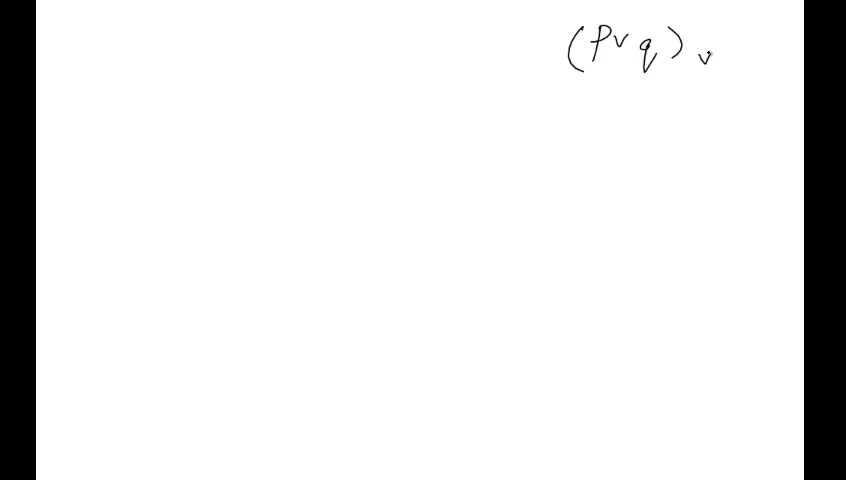 (p ∨ q) ∨